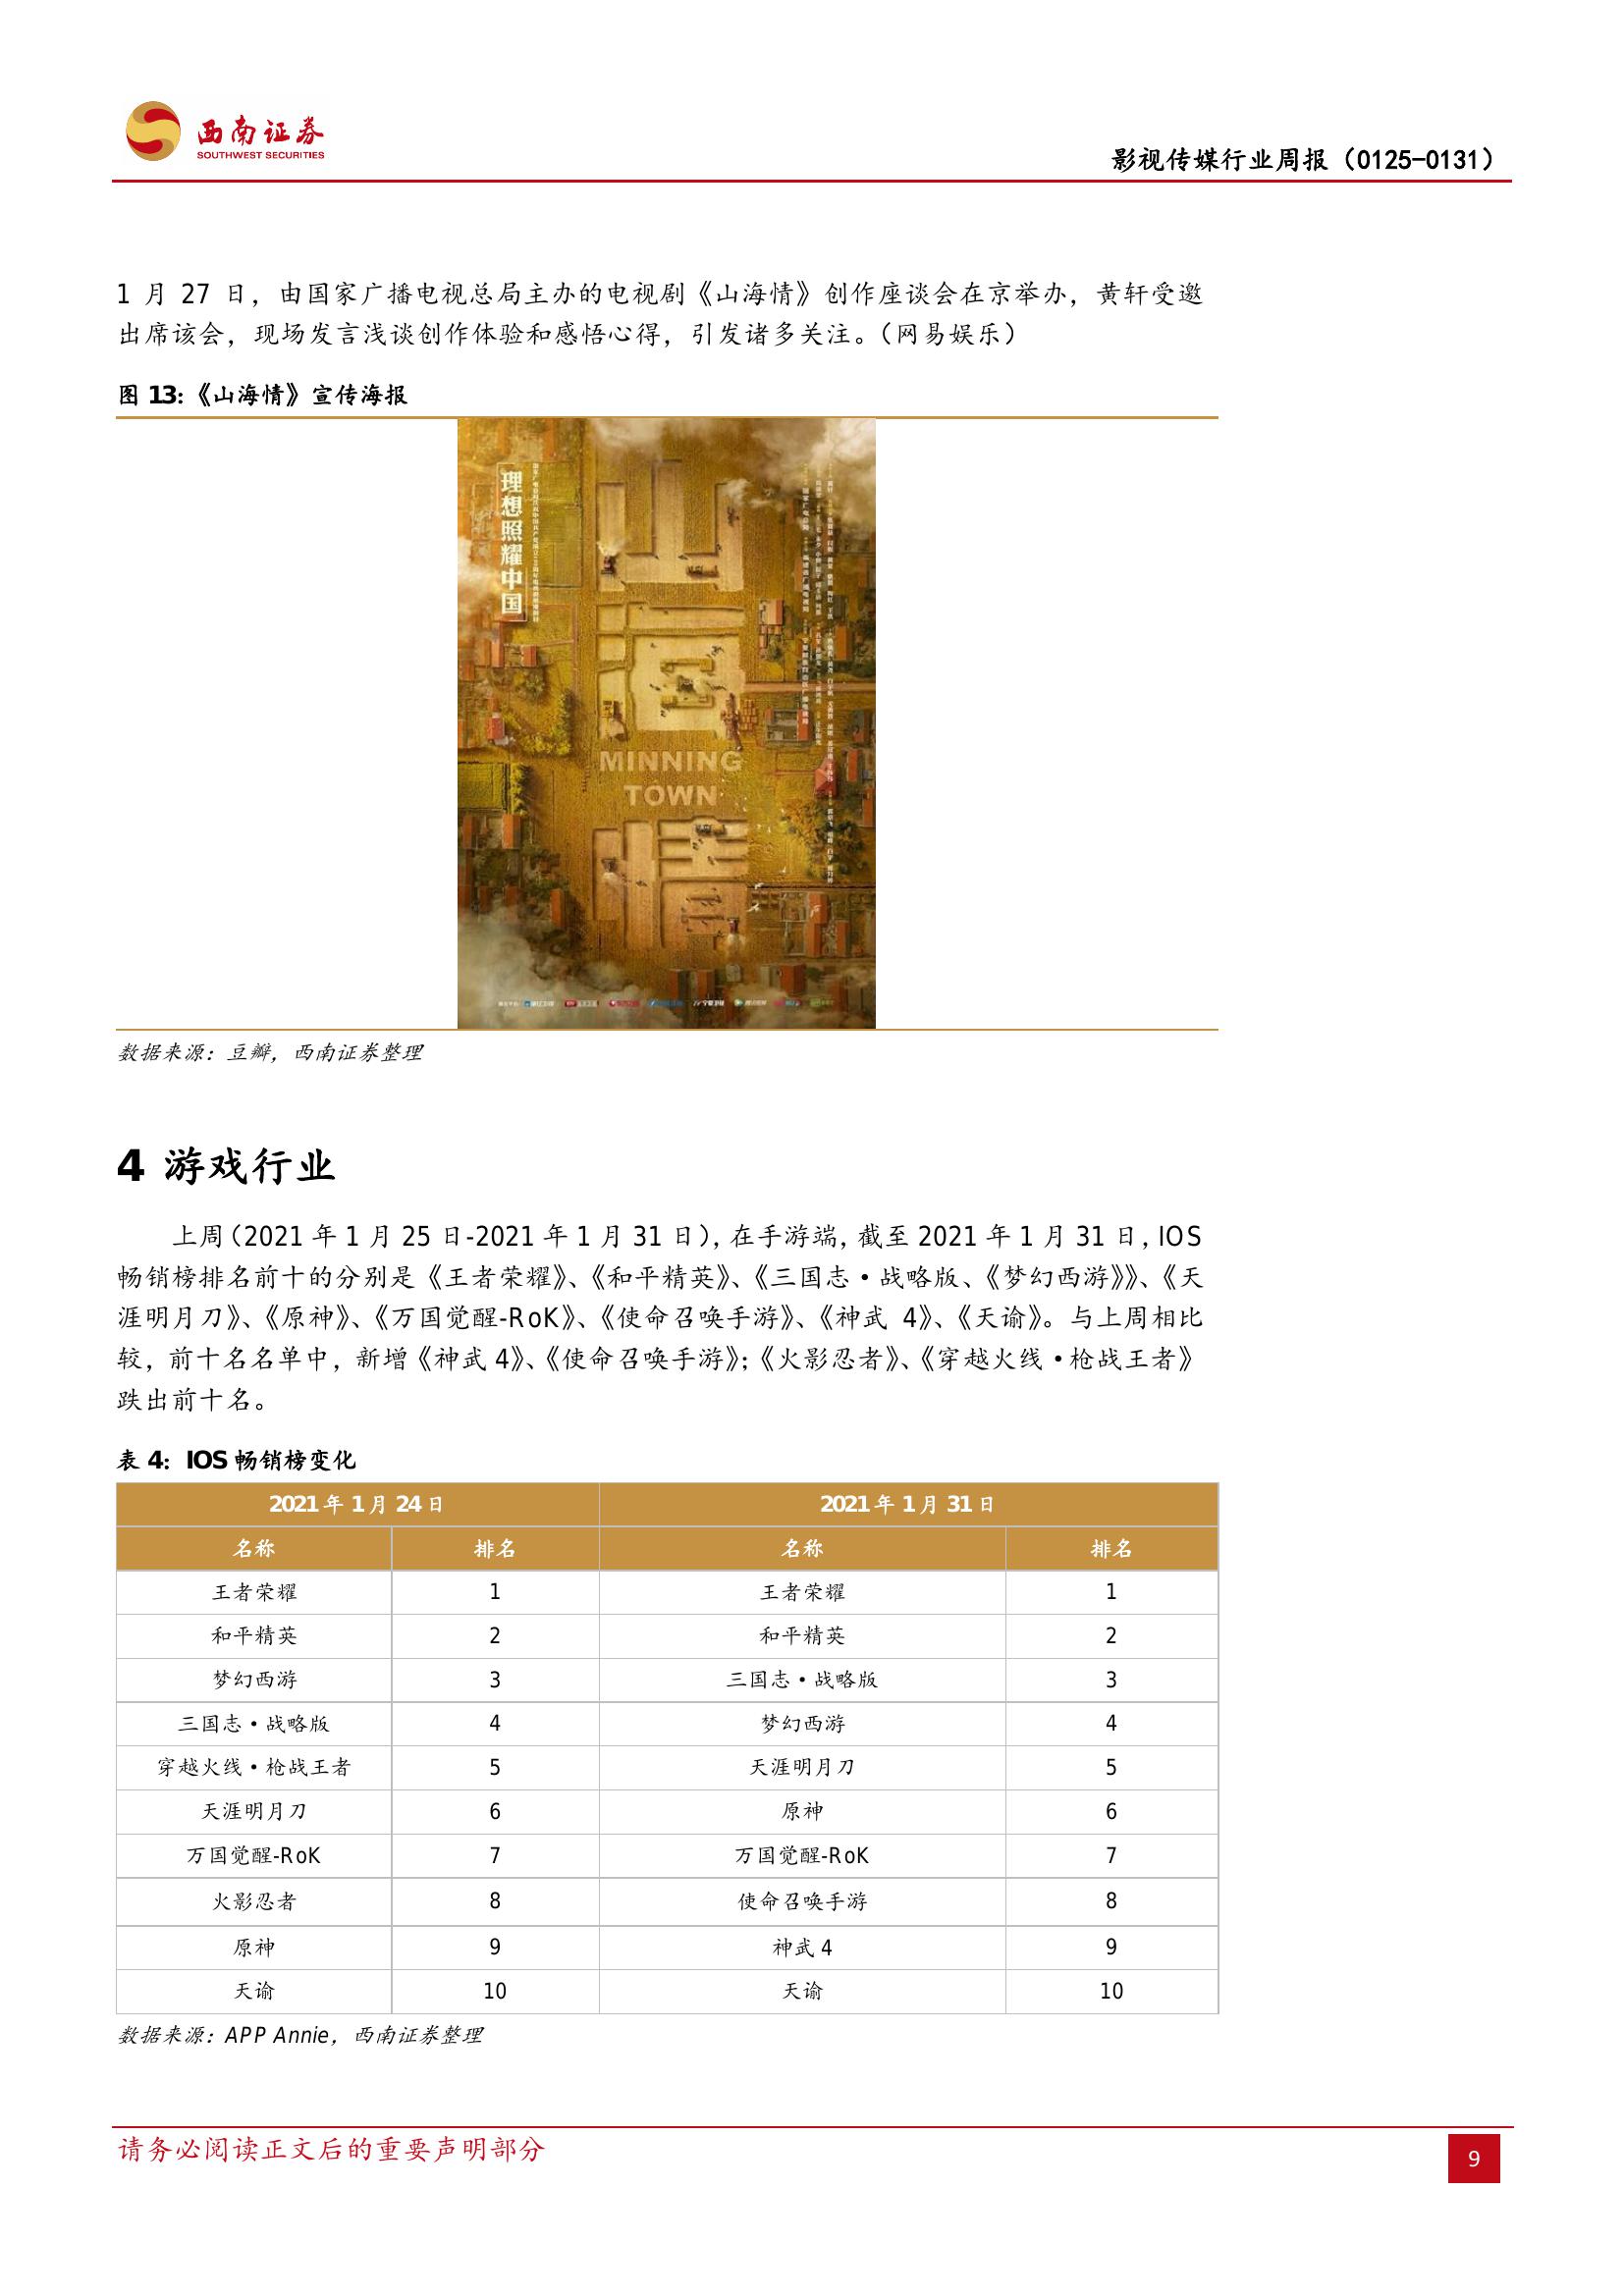 西南证券
SOUTHWEST SECURITIES
影视传媒行业周报（0125-0131）
1 月 27 日，由国家广播电视总局主办的电视剧《山海情》创作座谈会在京举办，黄轩受邀
出席该会，现场发言浅谈创作体验和感悟心得，引发诸多关注。（网易娱乐）
图 13:《山海情》宣传海报
理想照耀中国
山
海
MINNING
TOWN
情
数据来源：豆瓣，西南证券整理
4 游戏行业
上周（2021 年 1 月 25 日-2021 年 1 月 31 日），在手游端，截至 2021 年 1 月 31 日，IOS
畅销榜排名前十的分别是《王者荣耀》、《和平精英》、《三国志·战略版、《梦幻西游》》、《天
涯明月刀》、《原神》、《万国觉醒-RoK》、《使命召唤手游》、《神武 4》、《天谕》。与上周相比
较，前十名名单中，新增《神武 4》、《使命召唤手游》；《火影忍者》、《穿越火线·枪战王者》
跌出前十名。
表 4: IOS 畅销榜变化
2021 年 1 月 24 日 2021 年 1 月 31 日
名称 排名 名称 排名
王者荣耀 1 王者荣耀 1
和平精英 2 和平精英 2
梦幻西游 3 三国志·战略版 3
三国志·战略版 4 梦幻西游 4
穿越火线·枪战王者 5 天涯明月刀 5
天涯明月刀 6 原神 6
万国觉醒-RoK 7 万国觉醒-RoK 7
火影忍者 8 使命召唤手游 8
原神 9 神武 4 9
天谕 10 天谕 10
数据来源：APP Annie，西南证券整理
请务必阅读正文后的重要声明部分
9